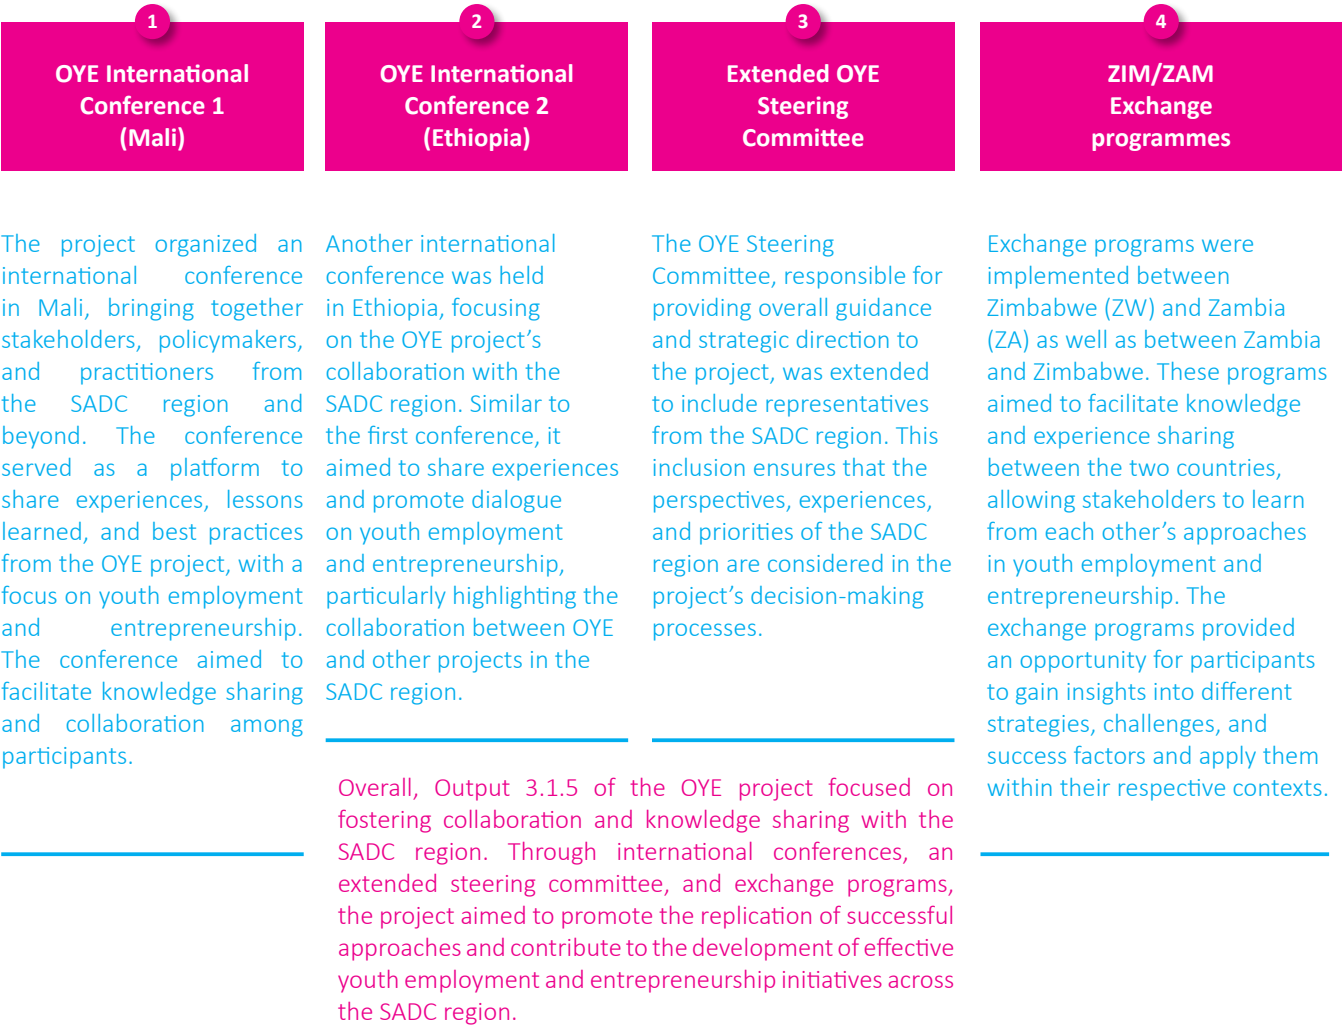 1
OYE International
Conference 1
(Mali)
The project organized an
international conference
in Mali, bringing together
stakeholders, policymakers,
and practitioners from
the SADC region and
beyond. The conference
served as a platform to
share experiences, lessons
learned, and best practices
from the OYE project, with a
focus on youth employment
and entrepreneurship.
The conference aimed to
facilitate knowledge sharing
and collaboration among
participants.
2
OYE International
Conference 2
(Ethiopia)
Another international
conference was held
in Ethiopia, focusing
on the OYE project’s
collaboration with the
SADC region. Similar to
the first conference, it
aimed to share experiences
and promote dialogue
on youth employment
and entrepreneurship,
particularly highlighting the
collaboration between OYE
and other projects in the
SADC region.
3
Extended OYE
Steering
Committee
The OYE Steering
Committee, responsible for
providing overall guidance
and strategic direction to
the project, was extended
to include representatives
from the SADC region. This
inclusion ensures that the
perspectives, experiences,
and priorities of the SADC
region are considered in the
project’s decision-making
processes.
4
ZIM/ZAM
Exchange
programmes
Exchange programs were
implemented between
Zimbabwe (ZW) and Zambia
(ZA) as well as between Zambia
and Zimbabwe. These programs
aimed to facilitate knowledge
and experience sharing
between the two countries,
allowing stakeholders to learn
from each other’s approaches
in youth employment and
entrepreneurship. The
exchange programs provided
an opportunity for participants
to gain insights into different
strategies, challenges, and
success factors and apply them
within their respective contexts.
Overall, Output 3.1.5 of the OYE project focused on
fostering collaboration and knowledge sharing with the
SADC region. Through international conferences, an
extended steering committee, and exchange programs,
the project aimed to promote the replication of successful
approaches and contribute to the development of effective
youth employment and entrepreneurship initiatives across
the SADC region.